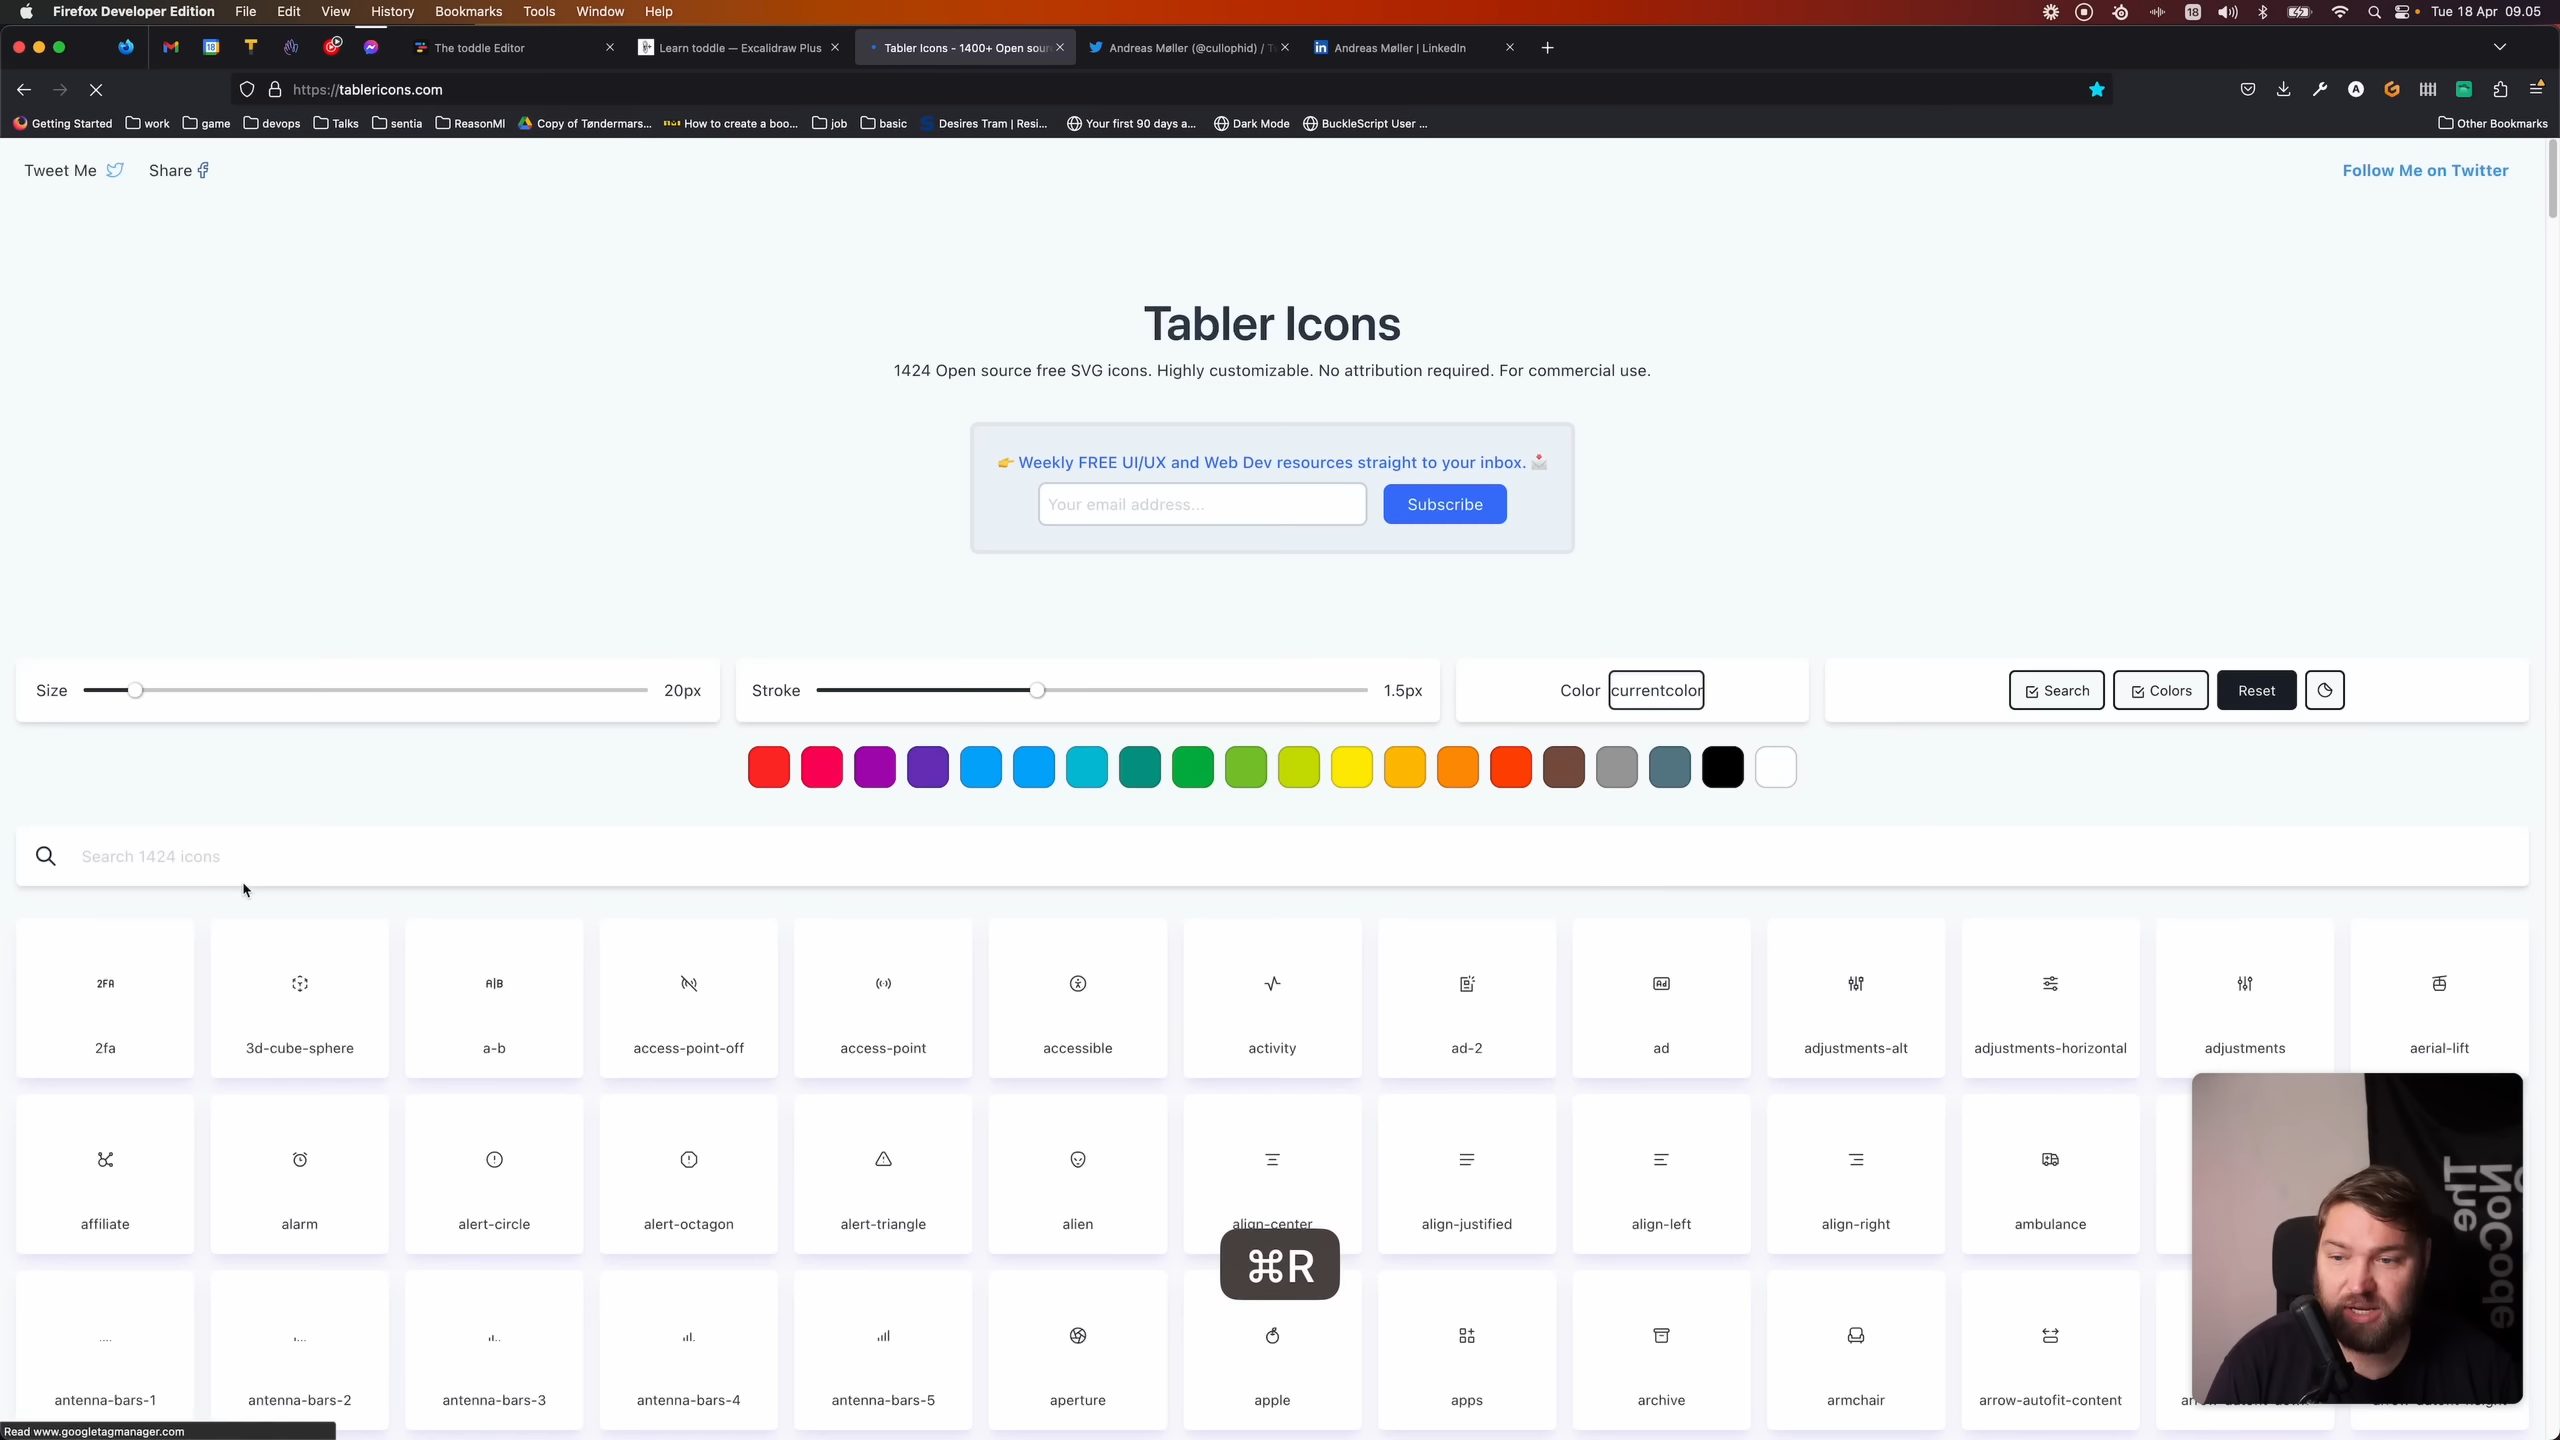 Firefox Developer Edition File Edit View History Bookmarks Tools Window Help
18 Tue 18 Apr 09.05
The toddle Editor
Learn toddle — Excalidraw Plus
Tabler Icons - 1400+ Open sour
Andreas Møller (@cullophid) / T
Andreas Møller | LinkedIn
https://tablericons.com
Getting Started work game devops Talks sentia ReasonMl Copy of Tøndermars... How to create a boo... job basic Desires Tram | Resi... Your first 90 days a... Dark Mode BuckleScript User ... Other Bookmarks
Tweet Me Share Follow Me on Twitter
Tabler Icons
1424 Open source free SVG icons. Highly customizable. No attribution required. For commercial use.
👉 Weekly FREE UI/UX and Web Dev resources straight to your inbox. 📩
Your email address... Subscribe
Size 20px Stroke 1.5px Color currentcolor Search Colors Reset
Search 1424 icons
2FA A|B Ad
2fa 3d-cube-sphere a-b access-point-off access-point accessible activity ad-2 ad adjustments-alt adjustments-horizontal adjustments aerial-lift
affiliate alarm alert-circle alert-octagon alert-triangle alien align-center align-justified align-left align-right ambulance
⌘R
antenna-bars-1 antenna-bars-2 antenna-bars-3 antenna-bars-4 antenna-bars-5 aperture apple apps archive armchair arrow-autofit-content
Read www.googletagmanager.com
The
NoCode